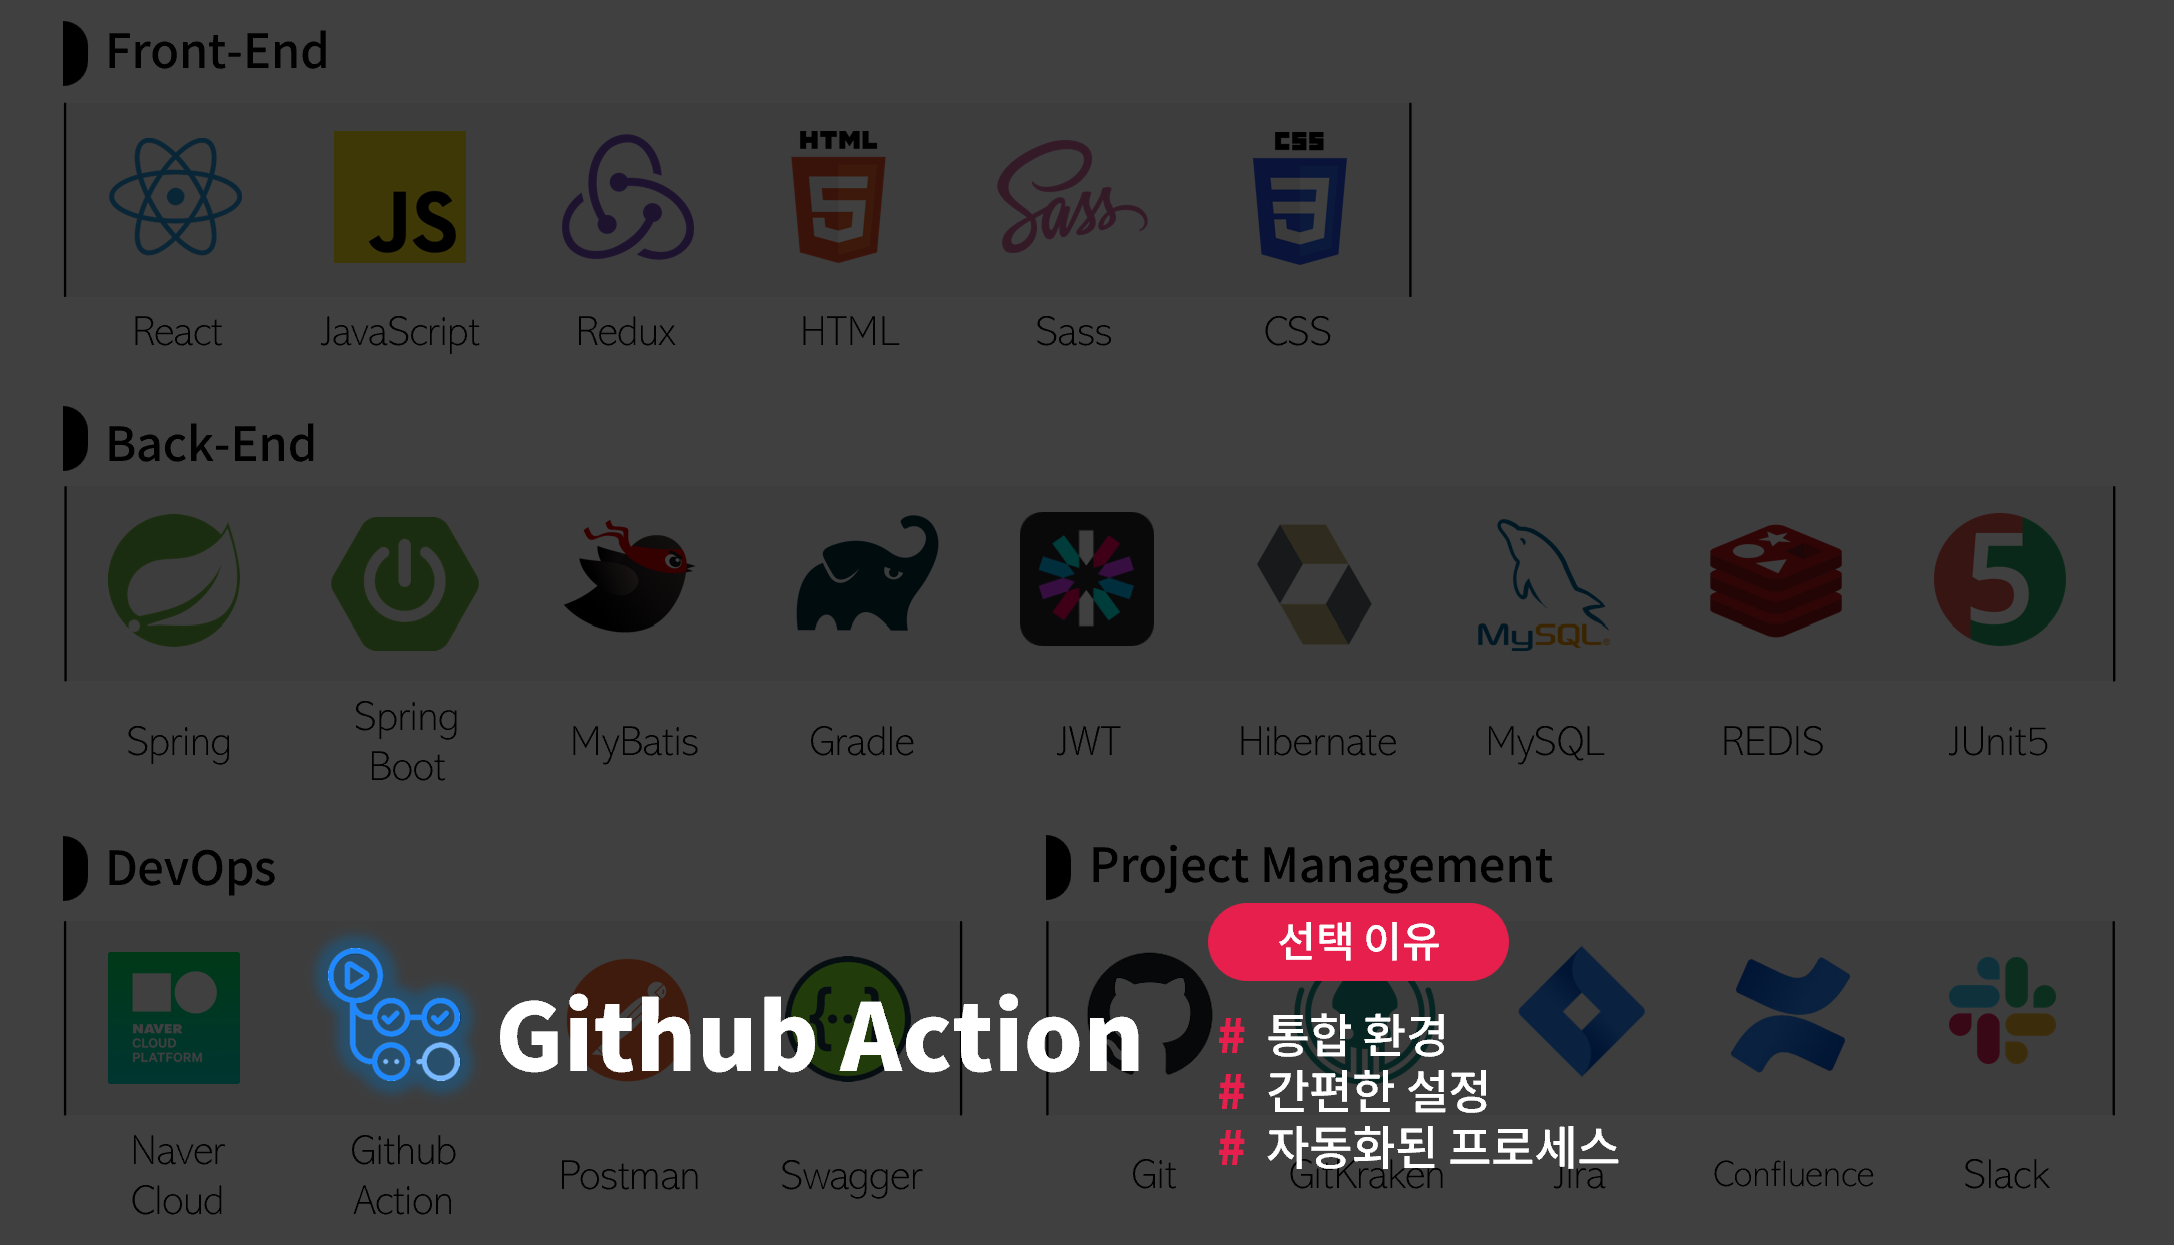 Front-End
JS
HTML
CSS
Sass
React
JavaScript
Redux
HTML
Sass
CSS
Back-End
MySQL
5
Spring
Spring
Boot
MyBatis
Gradle
JWT
Hibernate
MySQL
REDIS
JUnit5
DevOps
Project Management
선택 이유
NAVER
CLOUD
PLATFORM
Github Action
# 통합 환경
# 간편한 설정
# 자동화된 프로세스
Naver
Cloud
Github
Action
Postman
Swagger
Git
GitKraken
Jira
Confluence
Slack